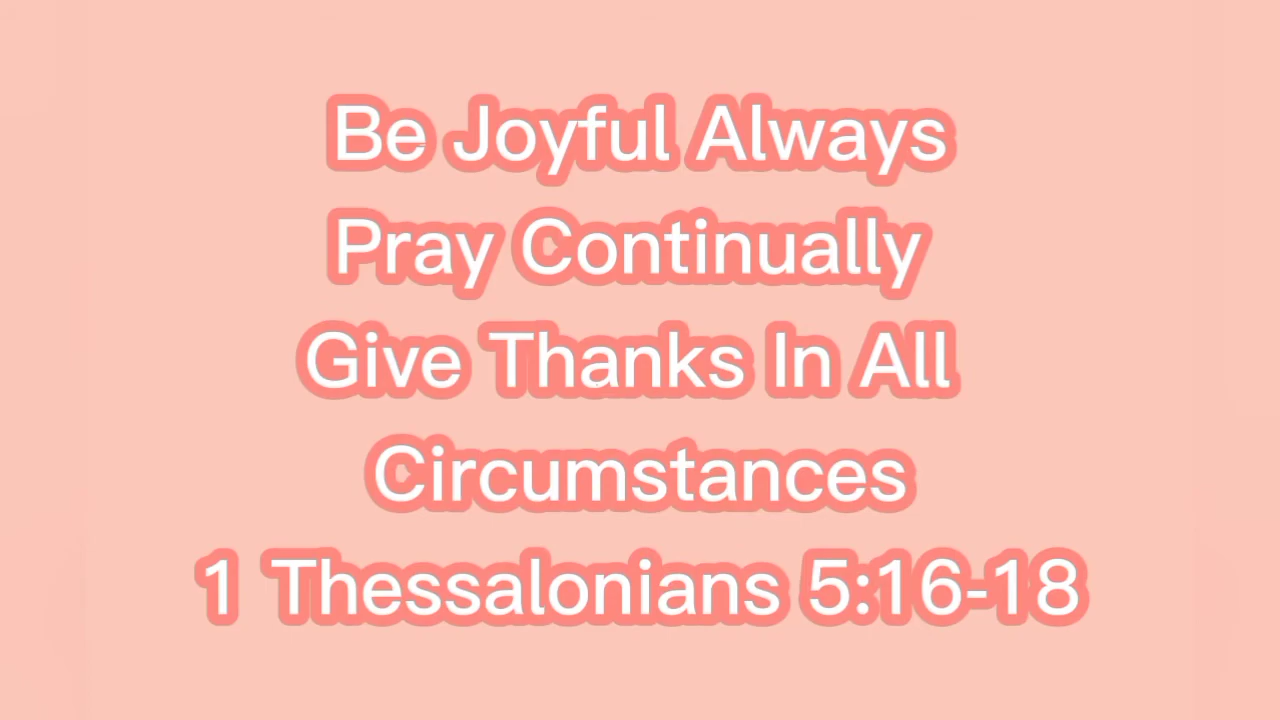 Be Joyful Always
Pray Continually
Give Thanks In All
Circumstances
1 Thessalonians 5:16-18